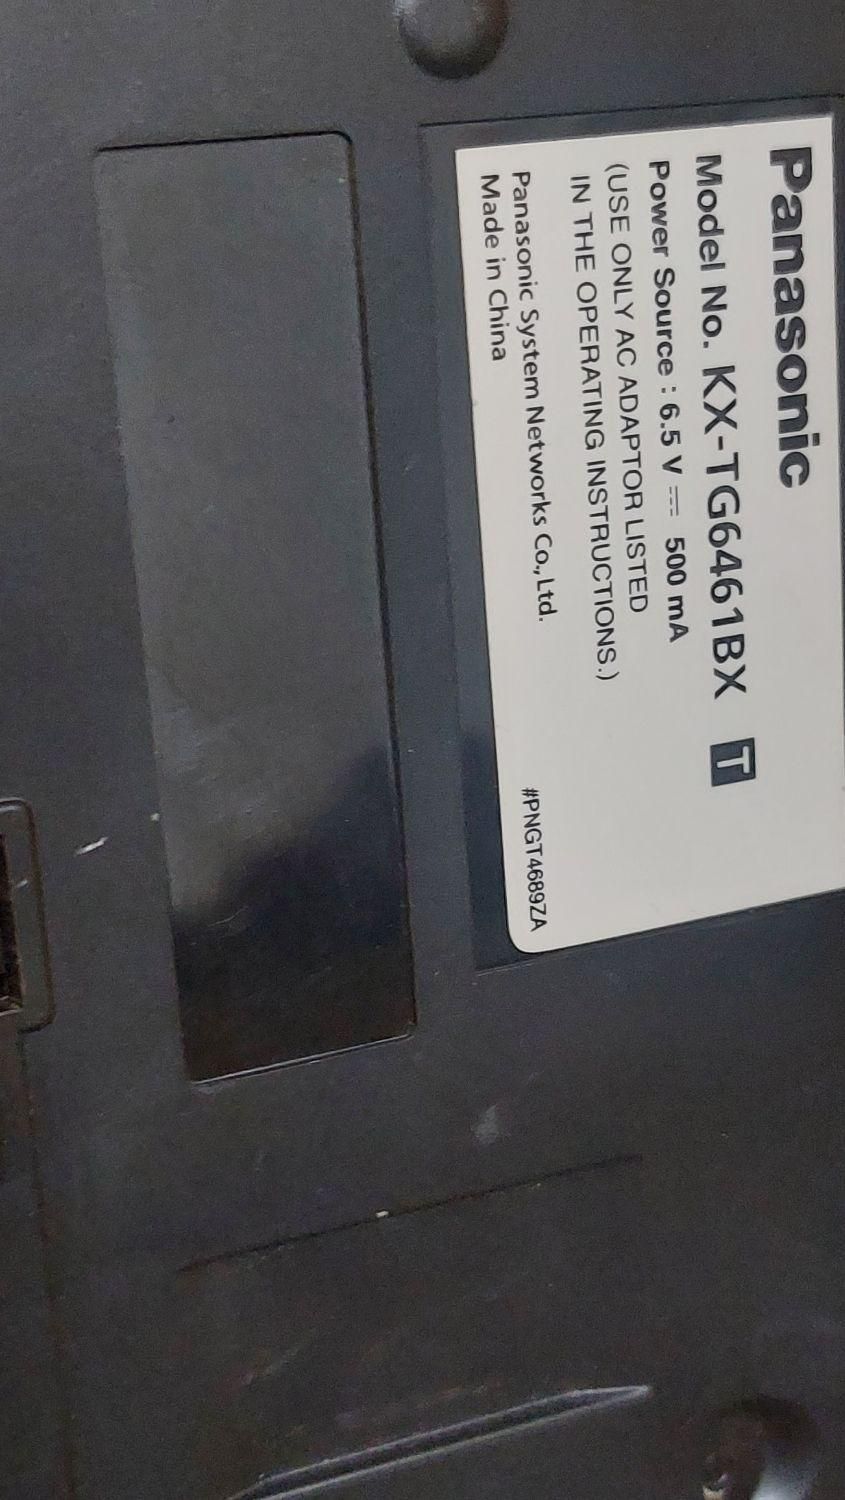 Panasonic
Model No. KX-TG6461BX T
Power Source : 6.5 V ⎓ 500 mA
(USE ONLY AC ADAPTOR LISTED
IN THE OPERATING INSTRUCTIONS.)
Panasonic System Networks Co., Ltd.
Made in China
#PNGT4689ZA